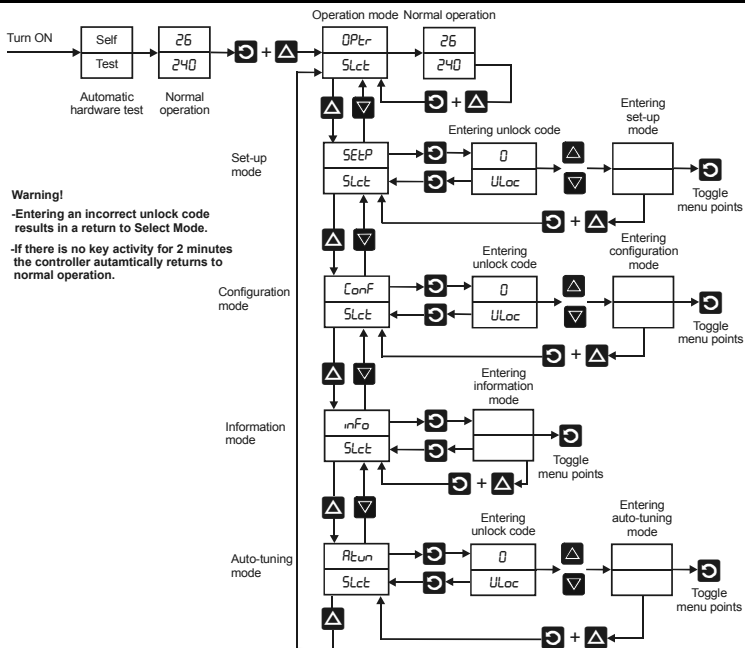 Operation mode Normal operation
Turn ON
Self
Test
26
240
+
OPtr
SLct
26
240
Automatic
hardware test
Normal
operation
+
Set-up
mode
SEtP
SLct
Entering unlock code
0
ULoc
Entering
set-up
mode
Toggle
menu points
+
Warning!
-Entering an incorrect unlock code
results in a return to Select Mode.
-If there is no key activity for 2 minutes
the controller autamtically returns to
normal operation.
Configuration
mode
ConF
SLct
Entering
unlock code
0
ULoc
Entering
configuration
mode
Toggle
menu points
+
Information
mode
inFo
SLct
Entering
information
mode
Toggle
menu points
+
Auto-tuning
mode
Atun
SLct
Entering
unlock code
0
ULoc
Entering
auto-tuning
mode
Toggle
menu points
+